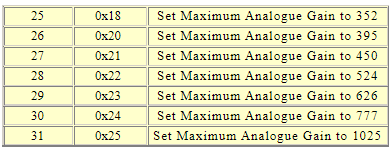 25 0x18 Set Maximum Analogue Gain to 352
26 0x20 Set Maximum Analogue Gain to 395
27 0x21 Set Maximum Analogue Gain to 450
28 0x22 Set Maximum Analogue Gain to 524
29 0x23 Set Maximum Analogue Gain to 626
30 0x24 Set Maximum Analogue Gain to 777
31 0x25 Set Maximum Analogue Gain to 1025